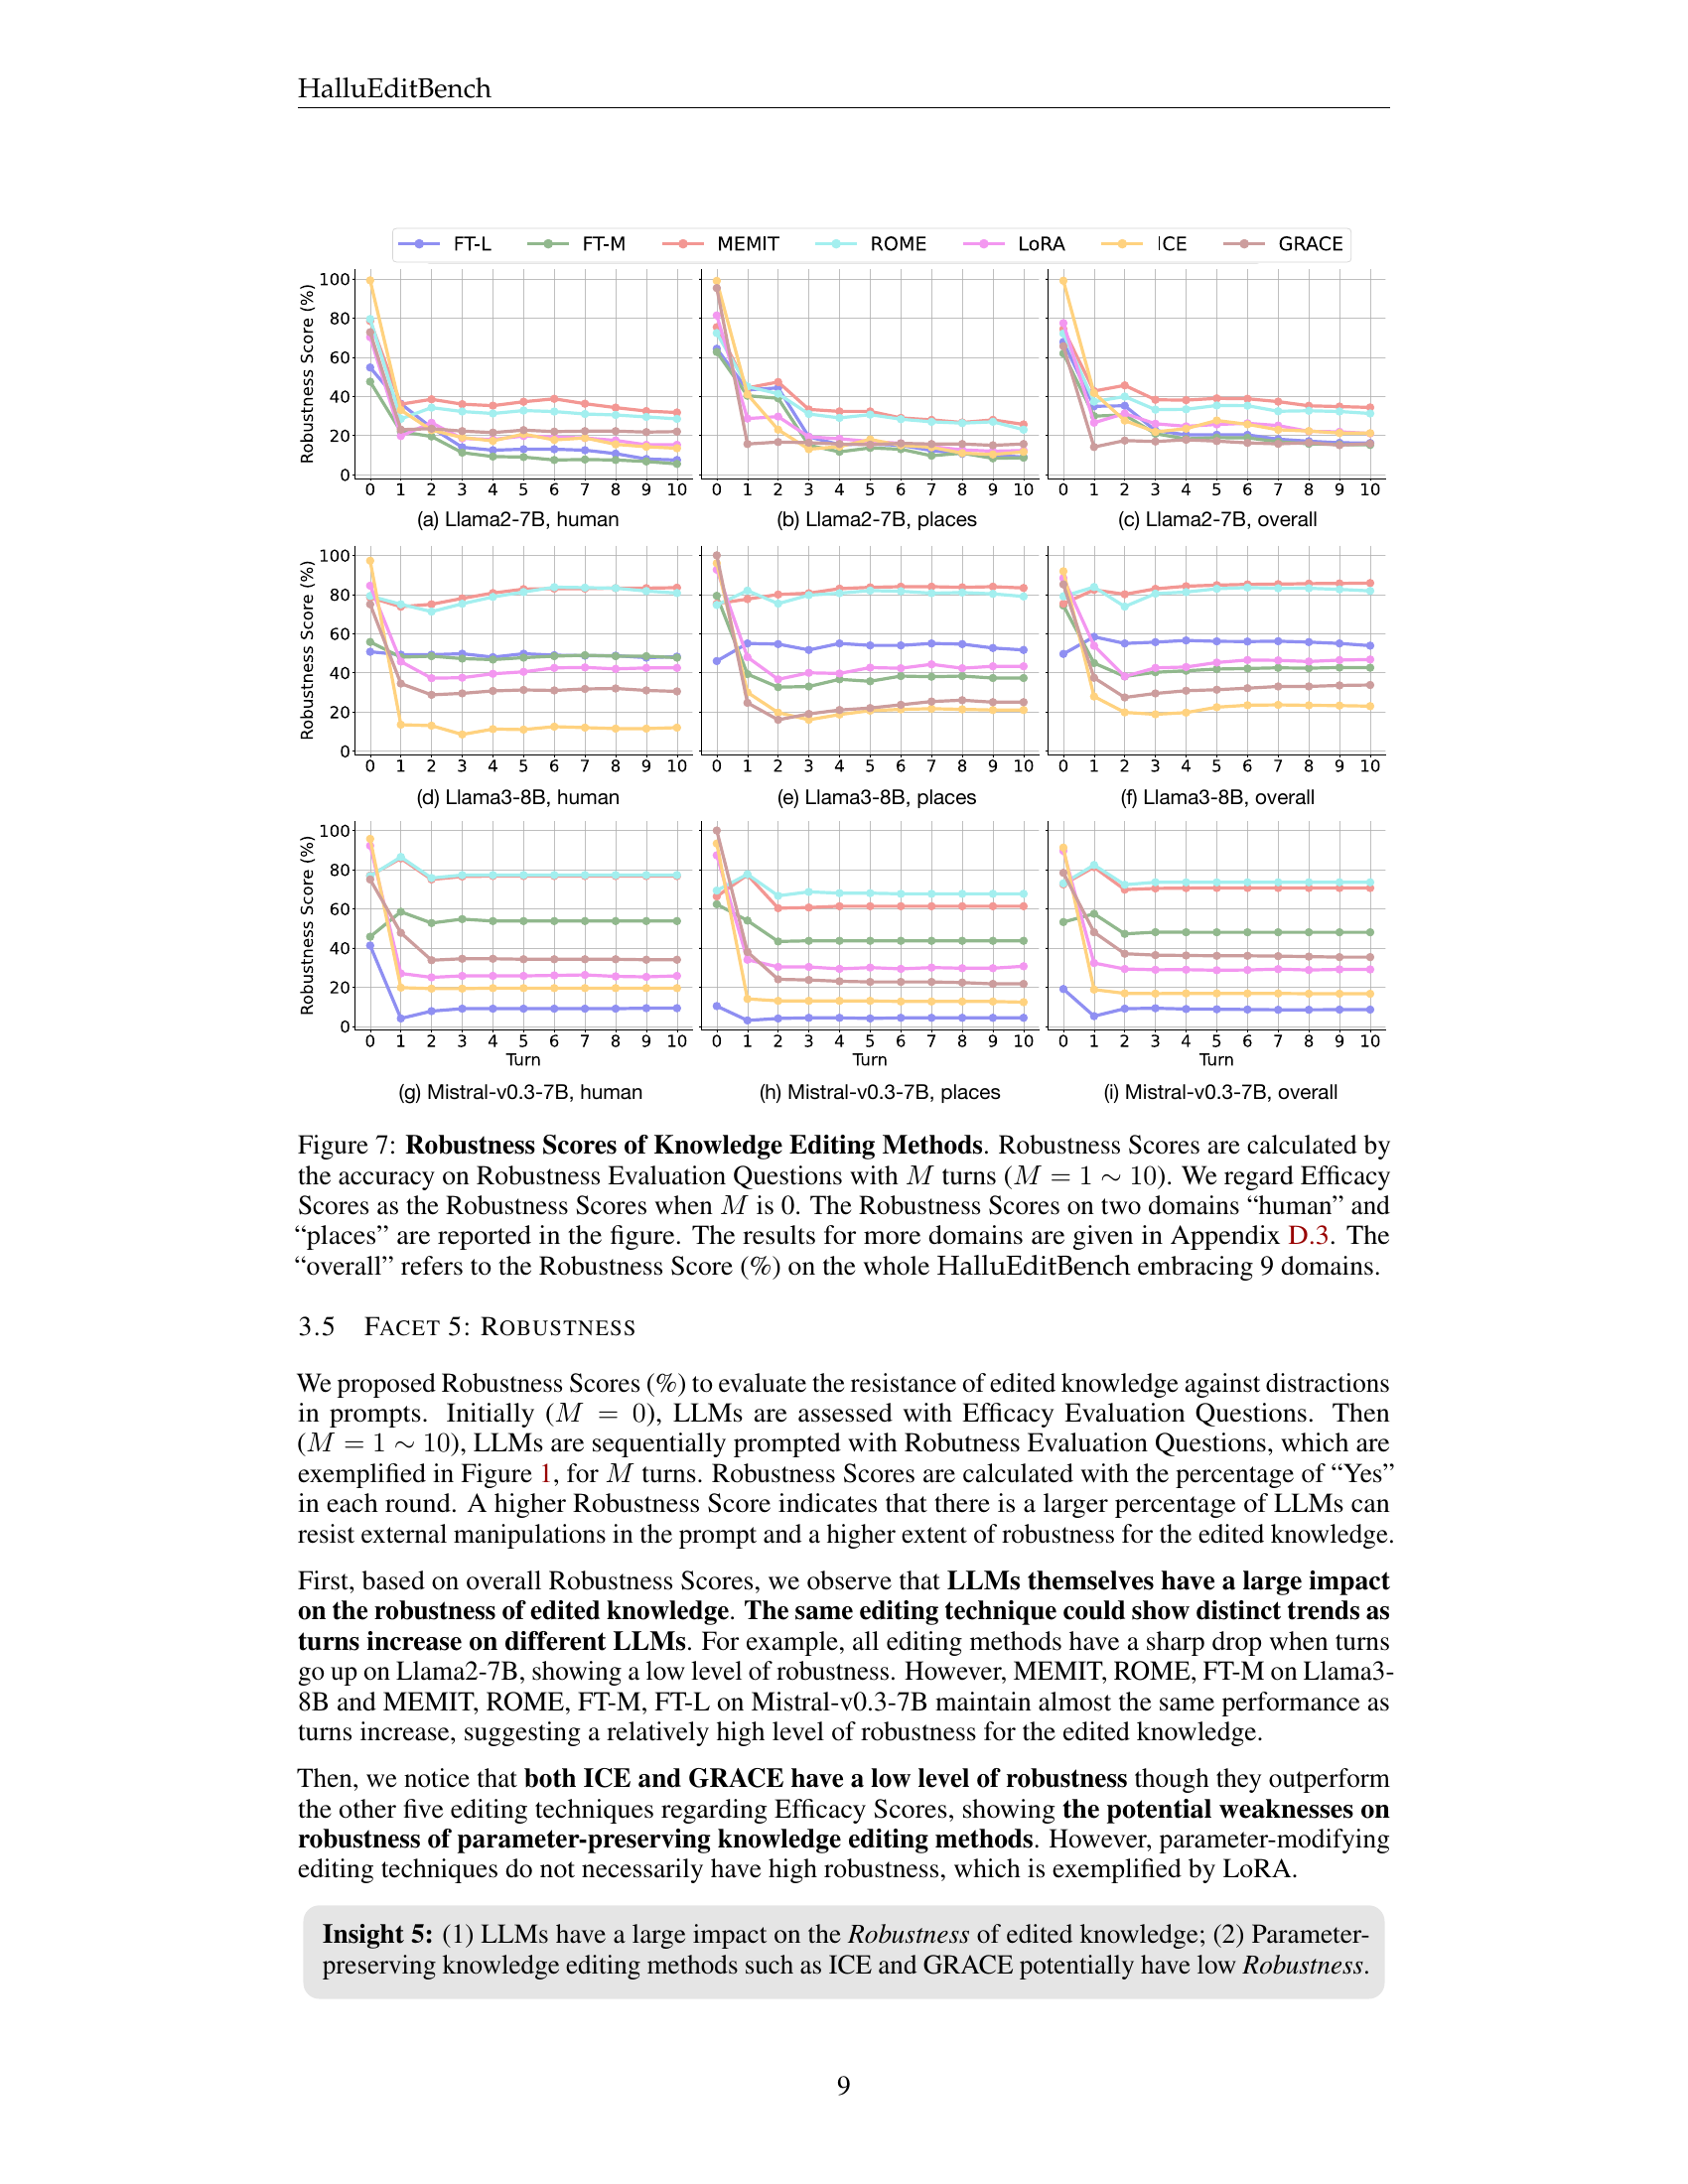 HalluEditBench
FT-L FT-M MEMIT ROME LoRA ICE GRACE
Robustness Score (%)
100
80
60
40
20
0
0 1 2 3 4 5 6 7 8 9 10
0 1 2 3 4 5 6 7 8 9 10
0 1 2 3 4 5 6 7 8 9 10
(a) Llama2-7B, human
(b) Llama2-7B, places
(c) Llama2-7B, overall
Robustness Score (%)
100
80
60
40
20
0
0 1 2 3 4 5 6 7 8 9 10
0 1 2 3 4 5 6 7 8 9 10
0 1 2 3 4 5 6 7 8 9 10
(d) Llama3-8B, human
(e) Llama3-8B, places
(f) Llama3-8B, overall
Robustness Score (%)
100
80
60
40
20
0
0 1 2 3 4 5 6 7 8 9 10
0 1 2 3 4 5 6 7 8 9 10
0 1 2 3 4 5 6 7 8 9 10
Turn
Turn
Turn
(g) Mistral-v0.3-7B, human
(h) Mistral-v0.3-7B, places
(i) Mistral-v0.3-7B, overall
Figure 7: Robustness Scores of Knowledge Editing Methods. Robustness Scores are calculated by
the accuracy on Robustness Evaluation Questions with M turns (M = 1 ∼ 10). We regard Efficacy
Scores as the Robustness Scores when M is 0. The Robustness Scores on two domains “human” and
“places” are reported in the figure. The results for more domains are given in Appendix D.3. The
“overall” refers to the Robustness Score (%) on the whole HalluEditBench embracing 9 domains.
3.5 FACET 5: ROBUSTNESS
We proposed Robustness Scores (%) to evaluate the resistance of edited knowledge against distractions
in prompts. Initially (M = 0), LLMs are assessed with Efficacy Evaluation Questions. Then
(M = 1 ∼ 10), LLMs are sequentially prompted with Robutness Evaluation Questions, which are
exemplified in Figure 1, for M turns. Robustness Scores are calculated with the percentage of “Yes”
in each round. A higher Robustness Score indicates that there is a larger percentage of LLMs can
resist external manipulations in the prompt and a higher extent of robustness for the edited knowledge.
First, based on overall Robustness Scores, we observe that LLMs themselves have a large impact
on the robustness of edited knowledge. The same editing technique could show distinct trends as
turns increase on different LLMs. For example, all editing methods have a sharp drop when turns
go up on Llama2-7B, showing a low level of robustness. However, MEMIT, ROME, FT-M on Llama3-
8B and MEMIT, ROME, FT-M, FT-L on Mistral-v0.3-7B maintain almost the same performance as
turns increase, suggesting a relatively high level of robustness for the edited knowledge.
Then, we notice that both ICE and GRACE have a low level of robustness though they outperform
the other five editing techniques regarding Efficacy Scores, showing the potential weaknesses on
robustness of parameter-preserving knowledge editing methods. However, parameter-modifying
editing techniques do not necessarily have high robustness, which is exemplified by LoRA.
Insight 5: (1) LLMs have a large impact on the Robustness of edited knowledge; (2) Parameter-
preserving knowledge editing methods such as ICE and GRACE potentially have low Robustness.
9